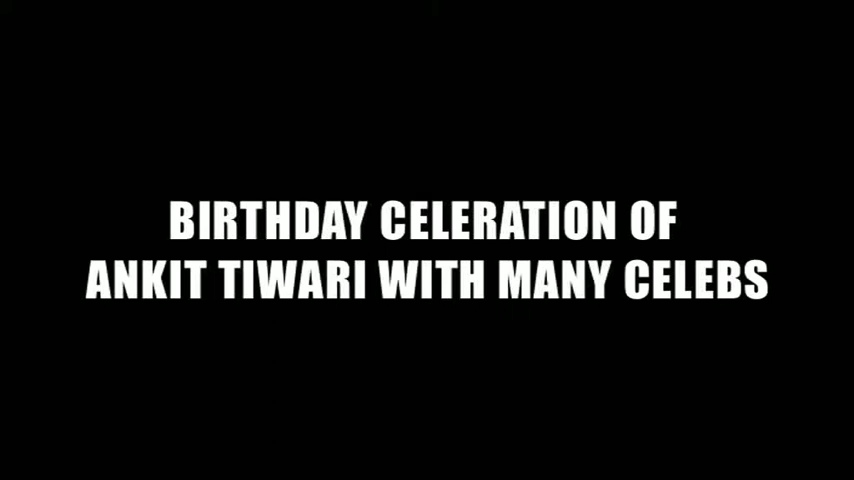 BIRTHDAY CELERATION OF
ANKIT TIWARI WITH MANY CELEBS